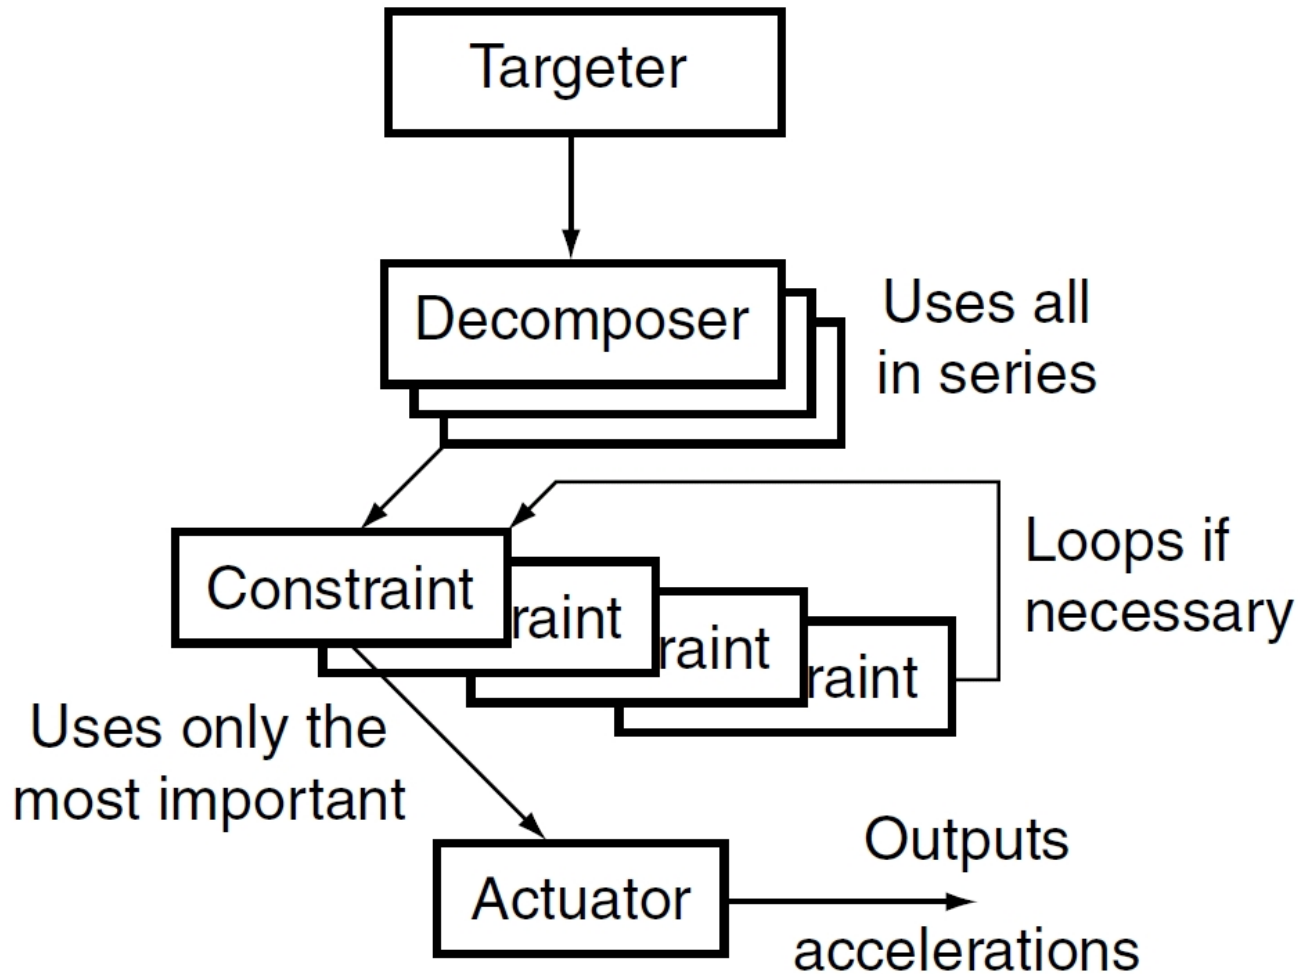 Targeter
Decomposer
Uses all
in series
Constraint
raint
raint
raint
Loops if
necessary
Uses only the
most important
Actuator
Outputs
accelerations